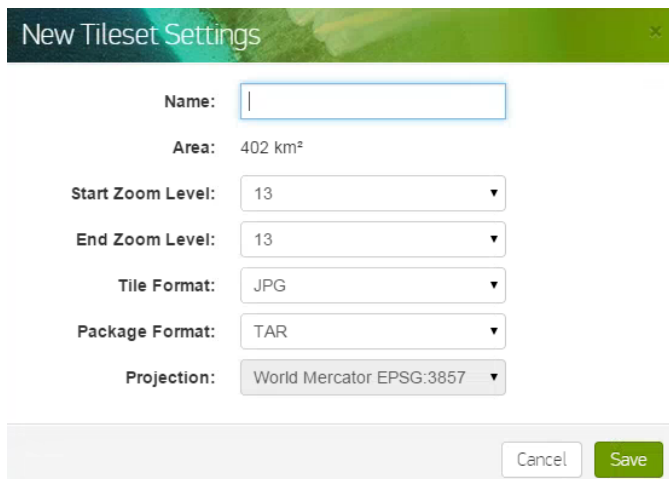 New Tileset Settings
×
Name:
Area: 402 km²
Start Zoom Level: 13
End Zoom Level: 13
Tile Format: JPG
Package Format: TAR
Projection: World Mercator EPSG:3857
Cancel Save